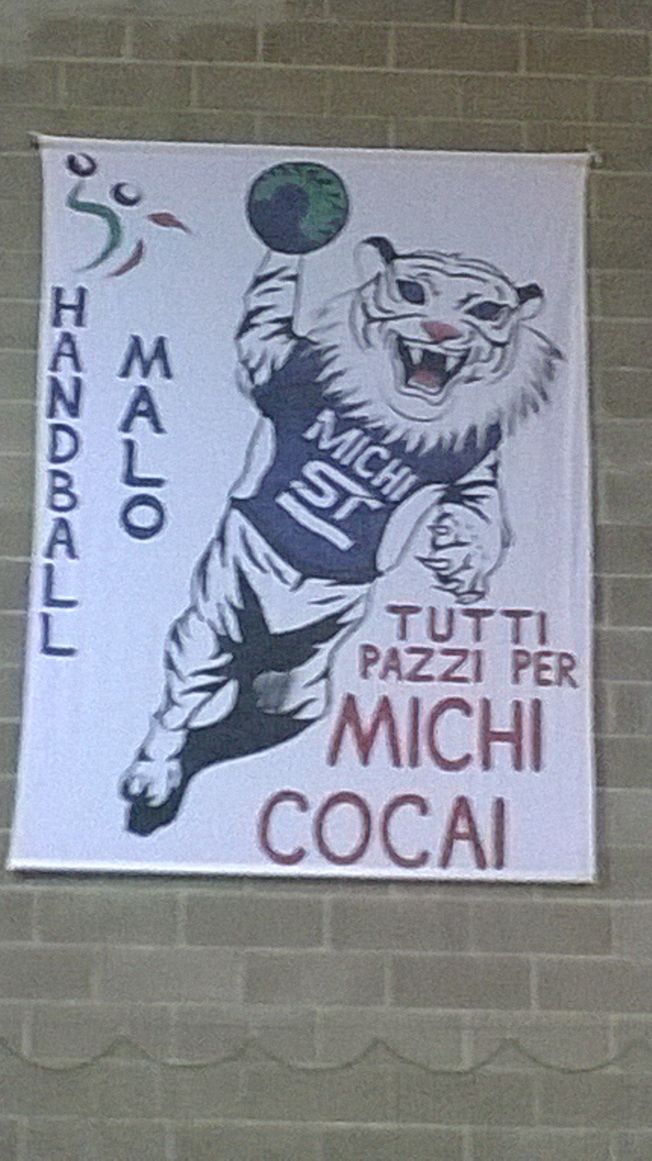 HANDBALL
MALO
MICHI
ST
TUTTI
PAZZI PER
MICHI
COCAI